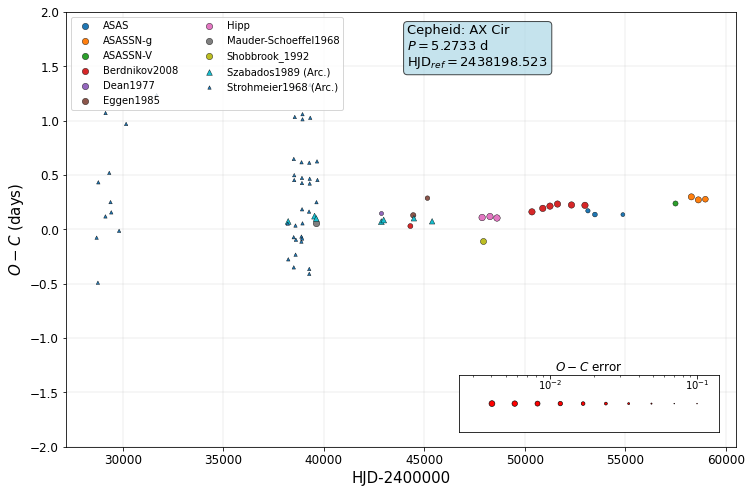 ASAS
ASASSN-g
ASASSN-V
Berdnikov2008
Dean1977
Eggen1985
Hipp
Mauder-Schoeffel1968
Shobbrook_1992
Szabados1989 (Arc.)
Strohmeier1968 (Arc.)
Cepheid: AX Cir
P = 5.2733 d
HJD_ref = 2438198.523
2.0
1.5
1.0
0.5
0.0
−0.5
−1.0
−1.5
−2.0
O − C (days)
O − C error
10⁻² 10⁻¹
30000 35000 40000 45000 50000 55000 60000
HJD-2400000